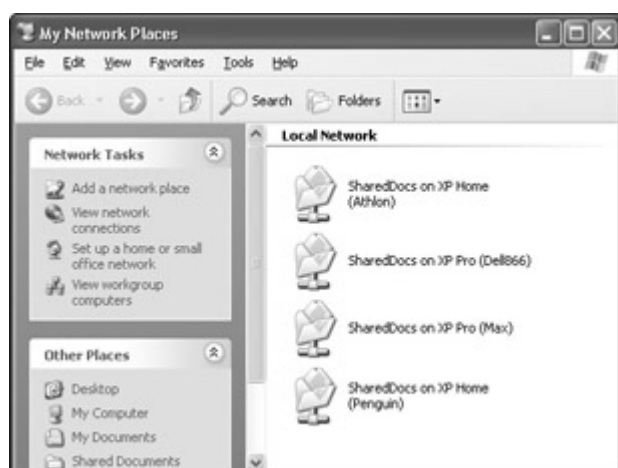 My Network Places
File Edit View Favorites Tools Help
Back Search Folders
Network Tasks
Add a network place
View network
connections
Set up a home or small
office network
View workgroup
computers
Other Places
Desktop
My Computer
My Documents
Shared Documents
Local Network
SharedDocs on XP Home
(Athlon)
SharedDocs on XP Pro (Dell866)
SharedDocs on XP Pro (Max)
SharedDocs on XP Home
(Penguin)